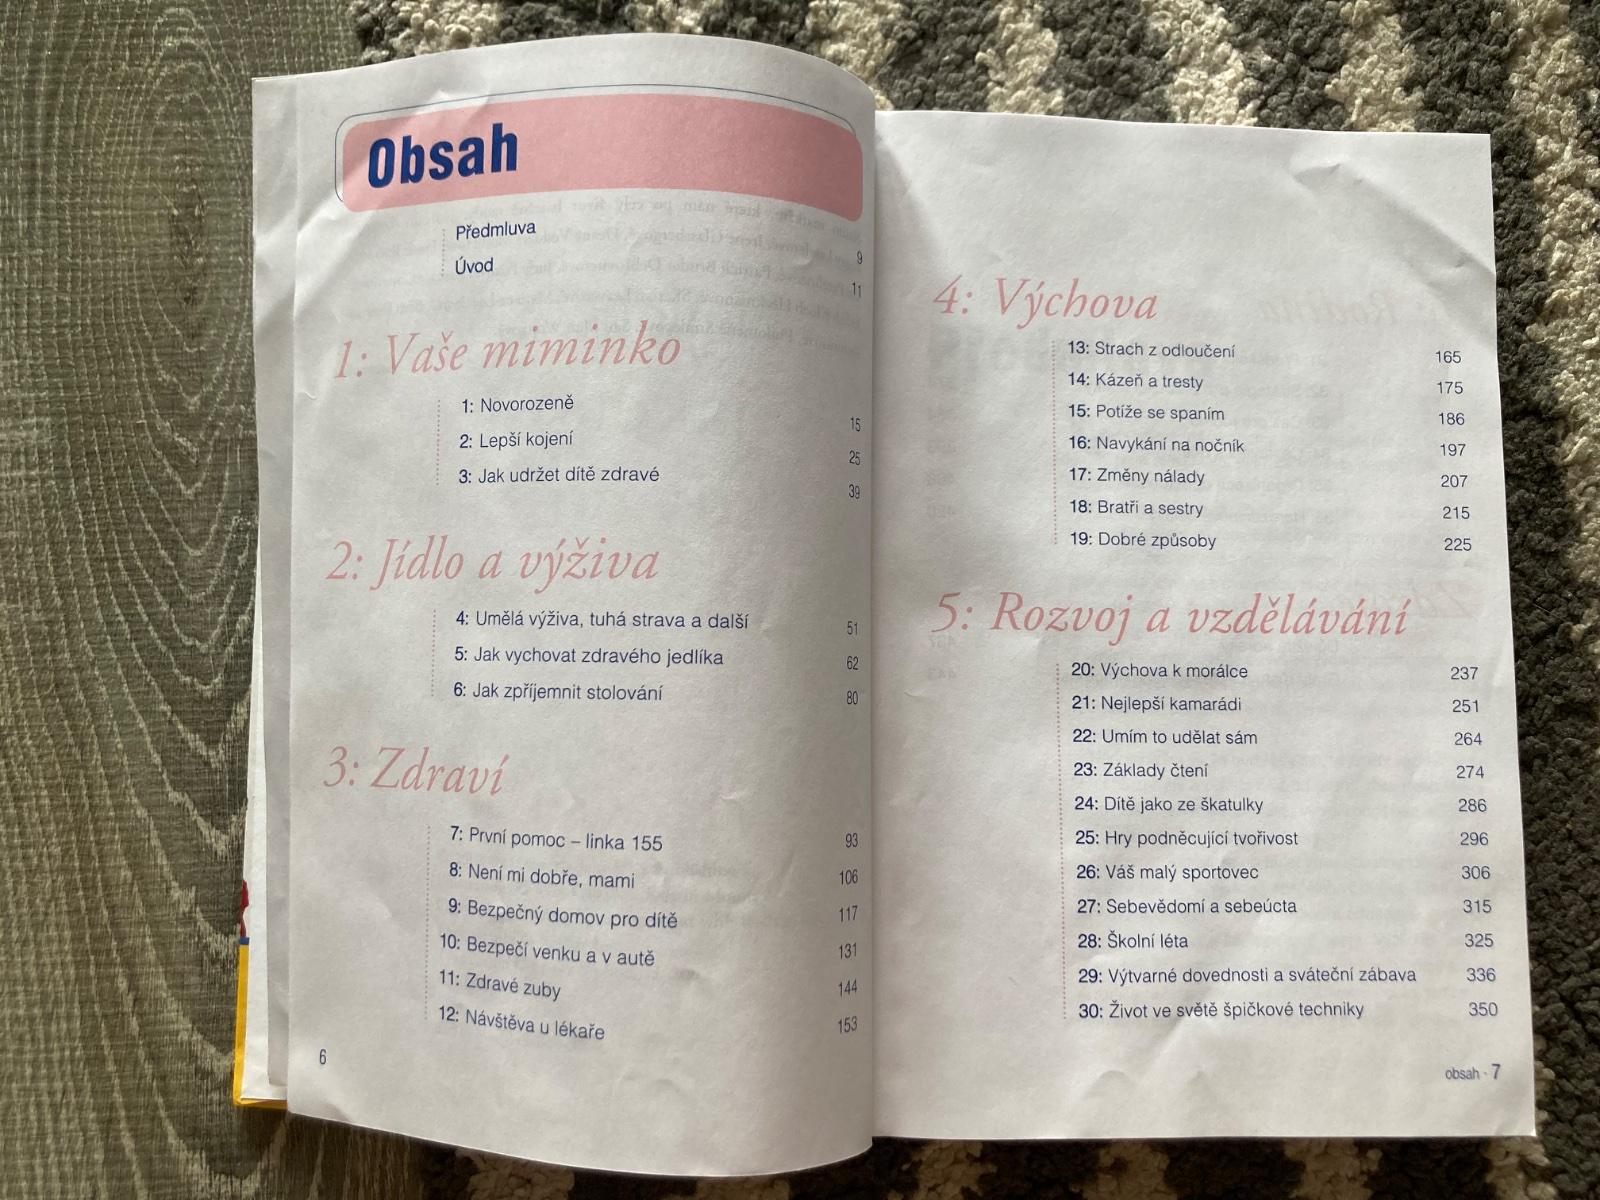 Obsah
Předmluva 9
Úvod 11
1: Vaše miminko
1: Novorozeně 15
2: Lepší kojení 25
3: Jak udržet dítě zdravé 39
2: Jídlo a výživa
4: Umělá výživa, tuhá strava a další 51
5: Jak vychovat zdravého jedlíka 62
6: Jak zpříjemnit stolování 80
3: Zdraví
7: První pomoc – linka 155 93
8: Není mi dobře, mami 106
9: Bezpečný domov pro dítě 117
10: Bezpečí venku a v autě 131
11: Zdravé zuby 144
12: Návštěva u lékaře 153
6
4: Výchova
13: Strach z odloučení 165
14: Kázeň a tresty 175
15: Potíže se spaním 186
16: Navykání na nočník 197
17: Změny nálady 207
18: Bratři a sestry 215
19: Dobré způsoby 225
5: Rozvoj a vzdělávání
20: Výchova k morálce 237
21: Nejlepší kamarádi 251
22: Umím to udělat sám 264
23: Základy čtení 274
24: Dítě jako ze škatulky 286
25: Hry podněcující tvořivost 296
26: Váš malý sportovec 306
27: Sebevědomí a sebeúcta 315
28: Školní léta 325
29: Výtvarné dovednosti a sváteční zábava 336
30: Život ve světě špičkové techniky 350
obsah · 7